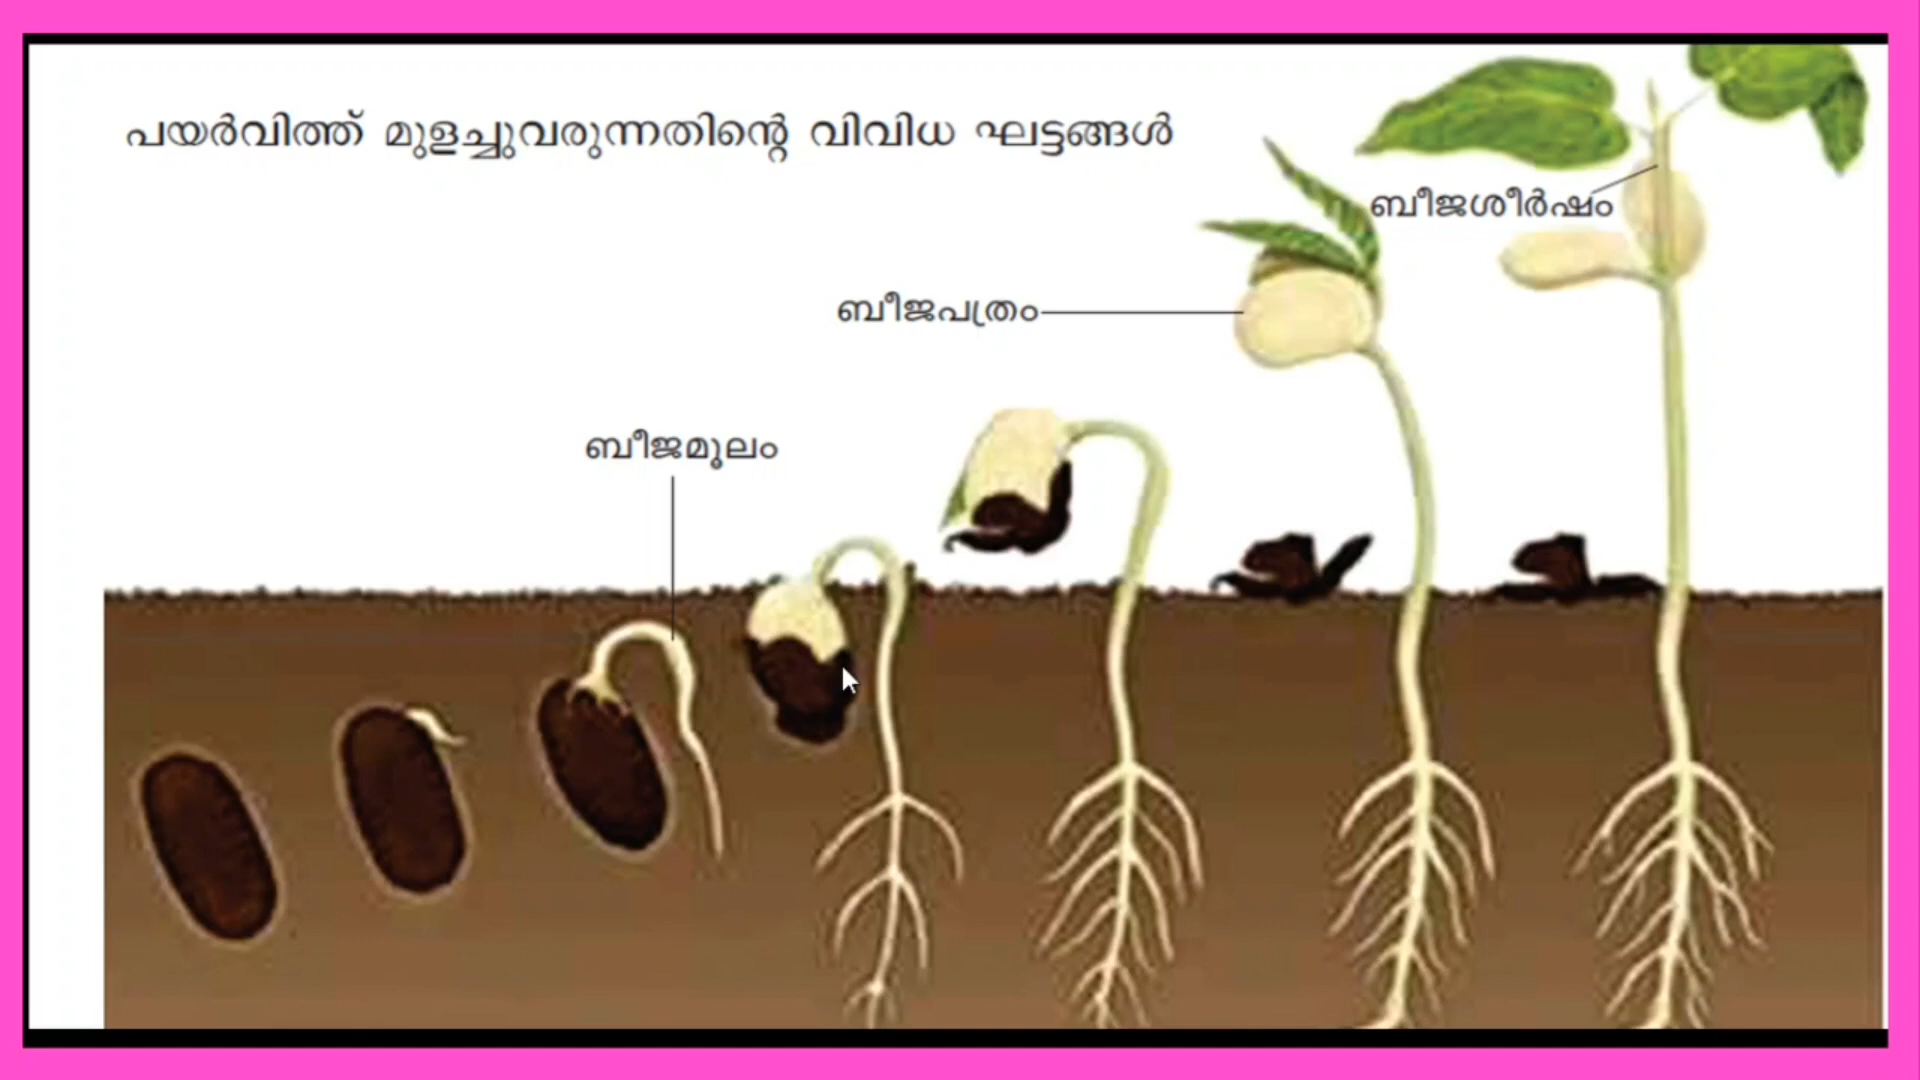 പയർവിത്ത് മുളച്ചുവരുന്നതിന്റെ വിവിധ ഘട്ടങ്ങൾ
ബീജശീർഷം
ബീജപത്രം
ബീജമൂലം